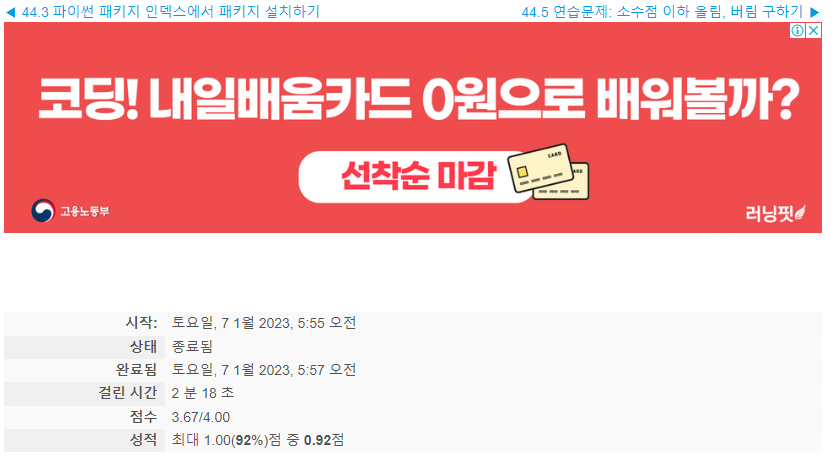 ◀ 44.3 파이썬 패키지 인덱스에서 패키지 설치하기
44.5 연습문제: 소수점 이하 올림, 버림 구하기 ▶
코딩! 내일배움카드 0원으로 배워볼까?
선착순 마감
CARD
CARD
고용노동부
러닝핏
시작: 토요일, 7 1월 2023, 5:55 오전
상태 종료됨
완료됨 토요일, 7 1월 2023, 5:57 오전
걸린 시간 2 분 18 초
점수 3.67/4.00
성적 최대 1.00(92%)점 중 0.92점